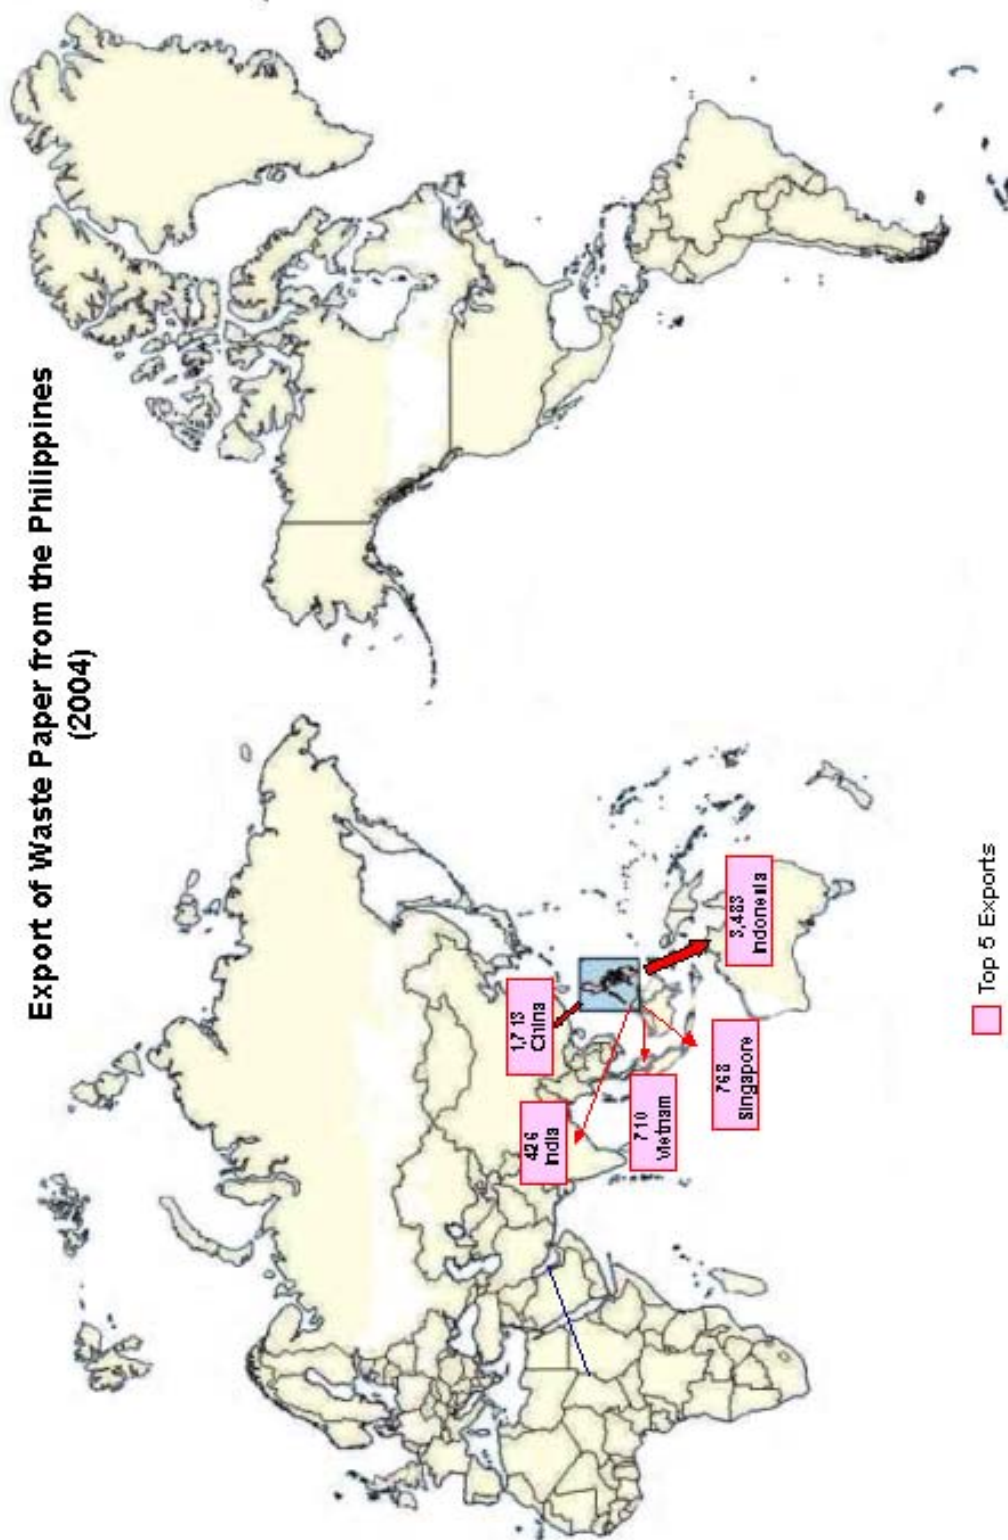 Export of Waste Paper from the Philippines
(2004)
426
India
1,713
China
710
Vietnam
768
Singapore
3,483
Indonesia
Top 5 Exports